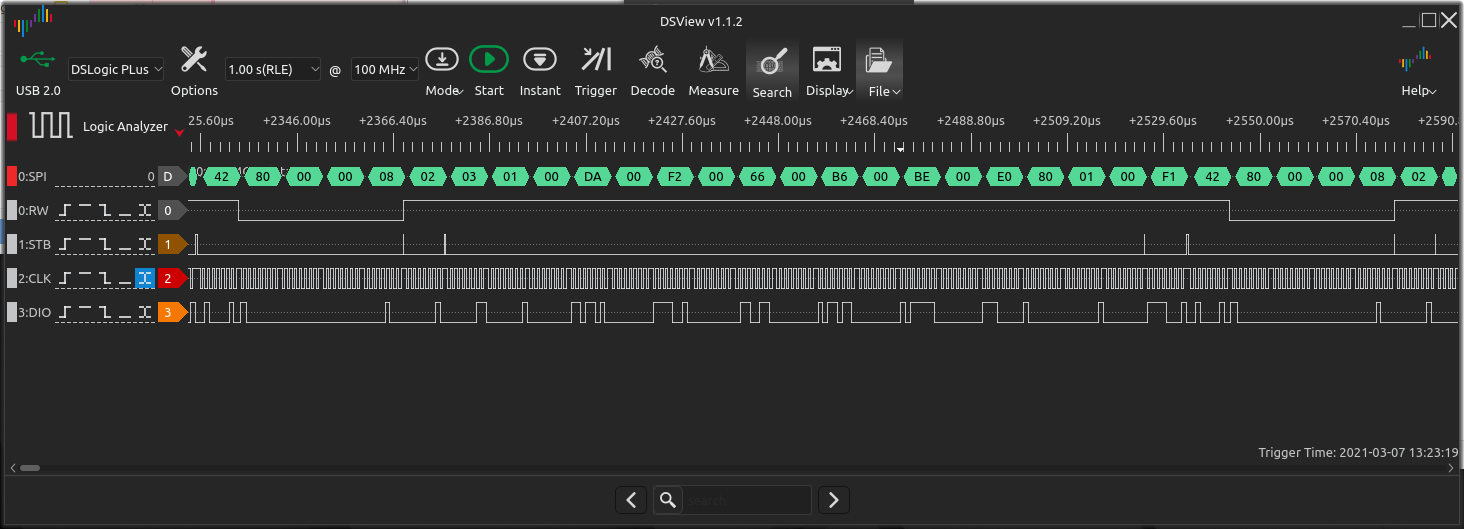 DSView v1.1.2
USB 2.0
DSLogic PLus
Options
1.00 s(RLE) @ 100 MHz
Mode Start Instant Trigger Decode Measure Search Display File Help
Logic Analyzer
25.60µs +2346.00µs +2366.40µs +2386.80µs +2407.20µs +2427.60µs +2448.00µs +2468.40µs +2488.80µs +2509.20µs +2529.60µs +2550.00µs +2570.40µs +2590.
0:SPI 0 D 42 80 00 00 08 02 03 01 00 DA 00 F2 00 66 00 B6 00 BE 00 E0 80 01 00 F1 42 80 00 00 08 02
0:RW 0
1:STB 1
2:CLK 2
3:DIO 3
Trigger Time: 2021-03-07 13:23:19
search